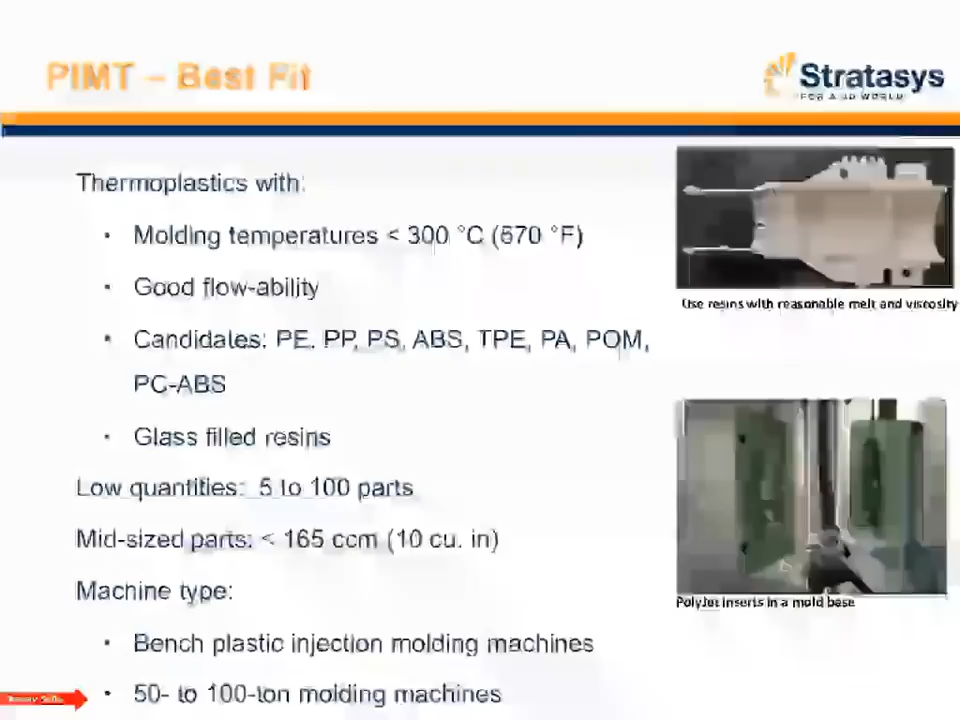 PIMT – Best Fit
Stratasys
FOR A 3D WORLD
Thermoplastics with:
• Molding temperatures < 300 °C (570 °F)
• Good flow-ability
• Candidates: PE. PP, PS, ABS, TPE, PA, POM,
PC-ABS
• Glass filled resins
Low quantities: 5 to 100 parts
Mid-sized parts: < 165 ccm (10 cu. in)
Machine type:
• Bench plastic injection molding machines
• 50- to 100-ton molding machines
Use resins with reasonable melt and viscosity
PolyJet inserts in a mold base